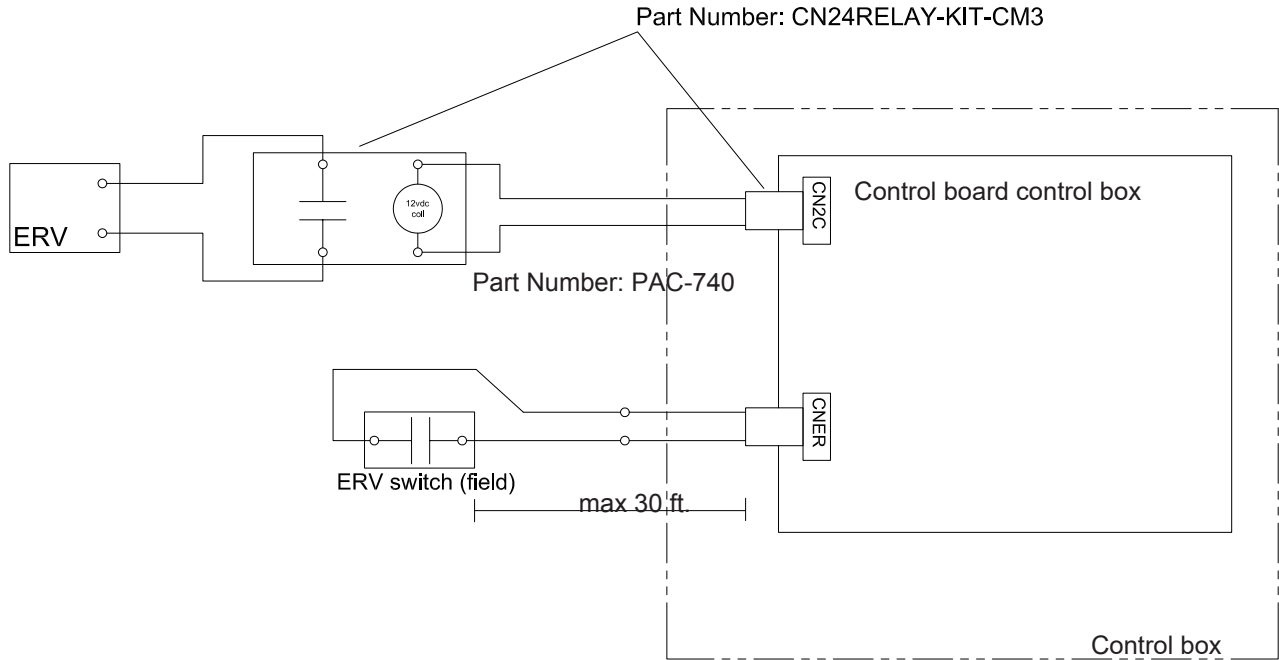 Part Number: CN24RELAY-KIT-CM3
CN2C
Control board control box
12vdc
coil
ERV
Part Number: PAC-740
CNER
ERV switch (field)
max 30 ft.
Control box